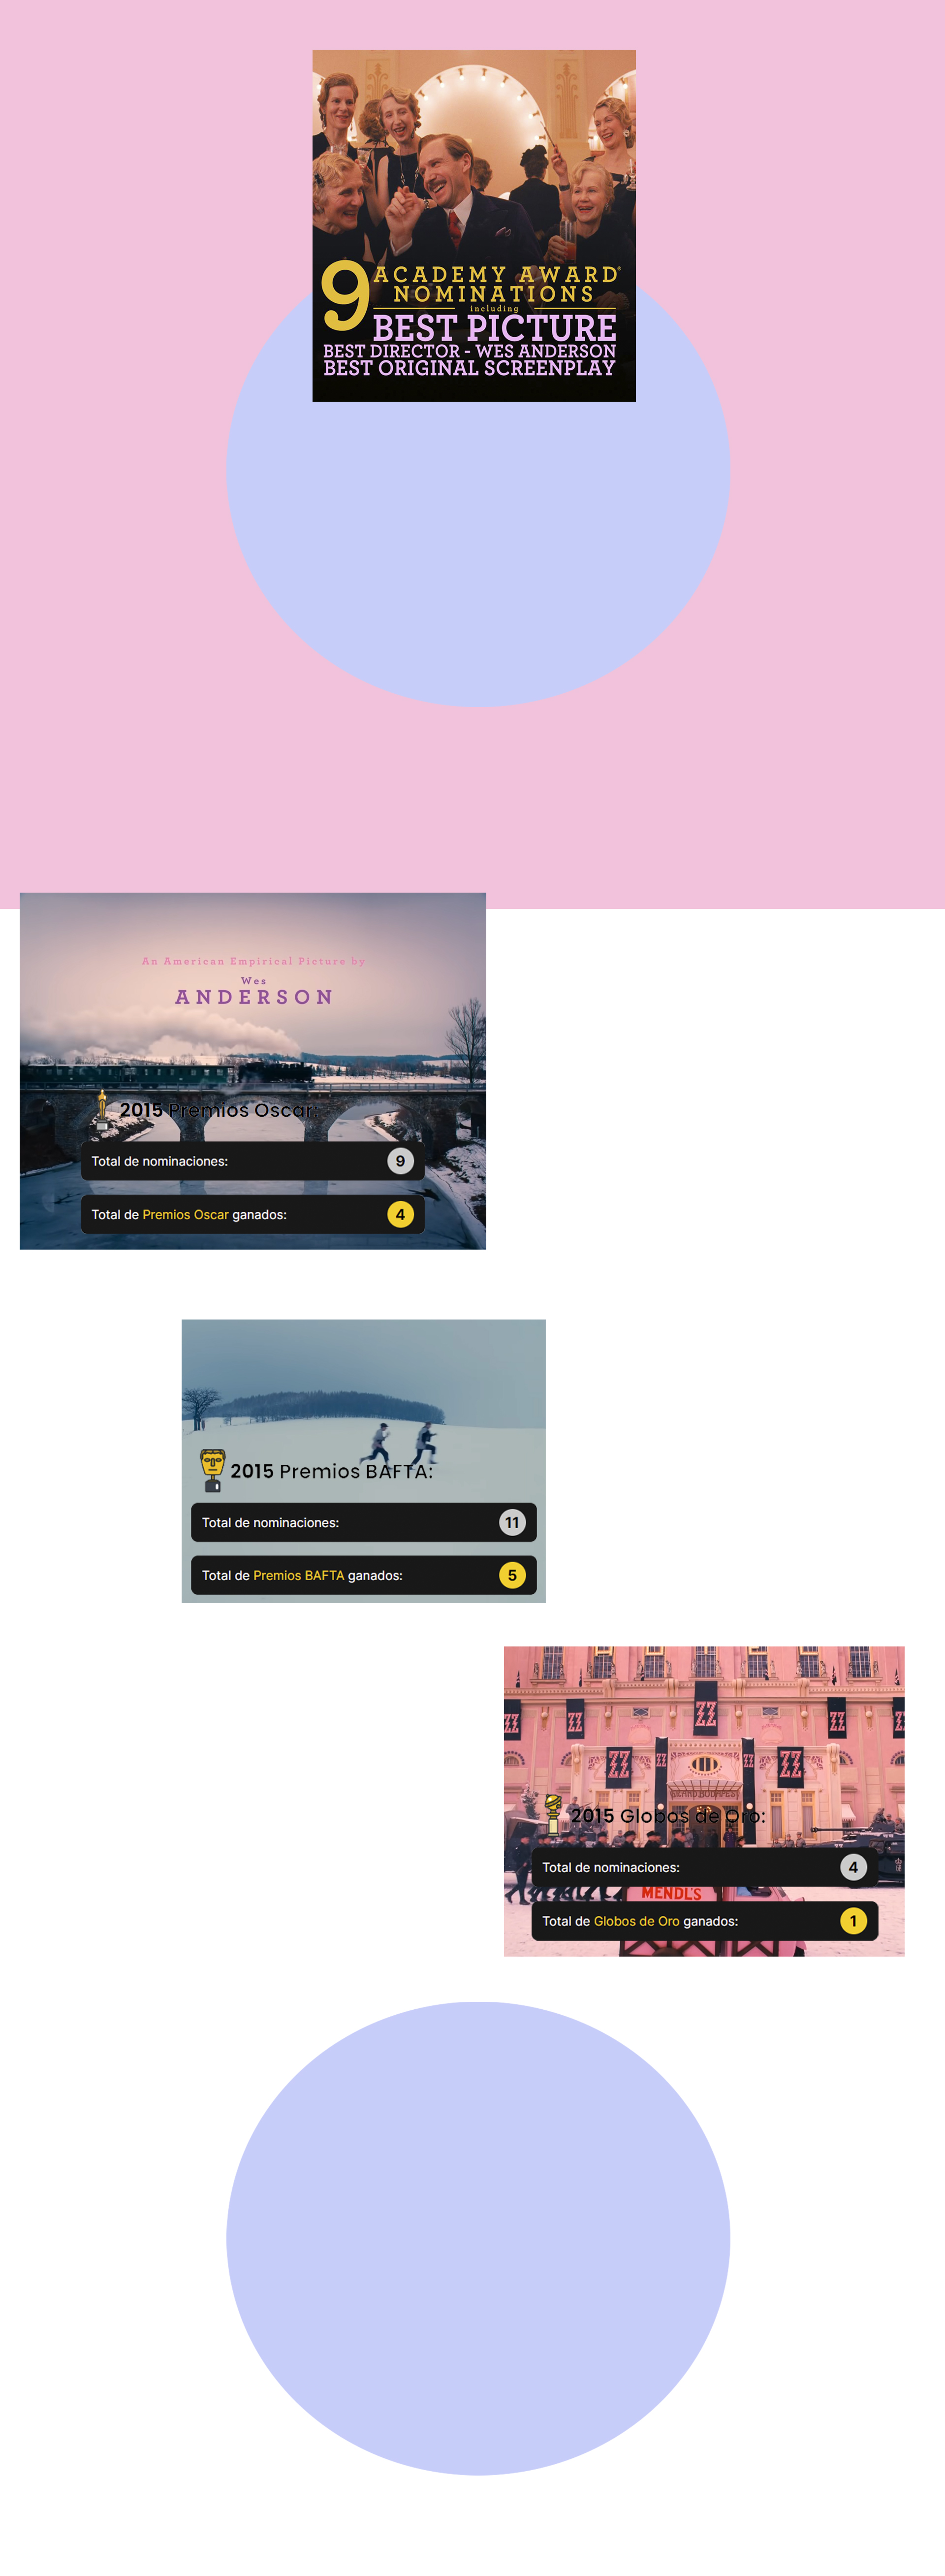 9 ACADEMY AWARD®
NOMINATIONS
including
BEST PICTURE
BEST DIRECTOR - WES ANDERSON
BEST ORIGINAL SCREENPLAY
An American Empirical Picture by
Wes
ANDERSON
2015 Premios Oscar:
Total de nominaciones: 9
Total de Premios Oscar ganados: 4
2015 Premios BAFTA:
Total de nominaciones: 11
Total de Premios BAFTA ganados: 5
ZZ ZZ ZZ ZZ
ZZ ZZ ZZ
GRAND BUDAPEST
2015 Globos de Oro:
Total de nominaciones: 4
MENDL'S
Total de Globos de Oro ganados: 1